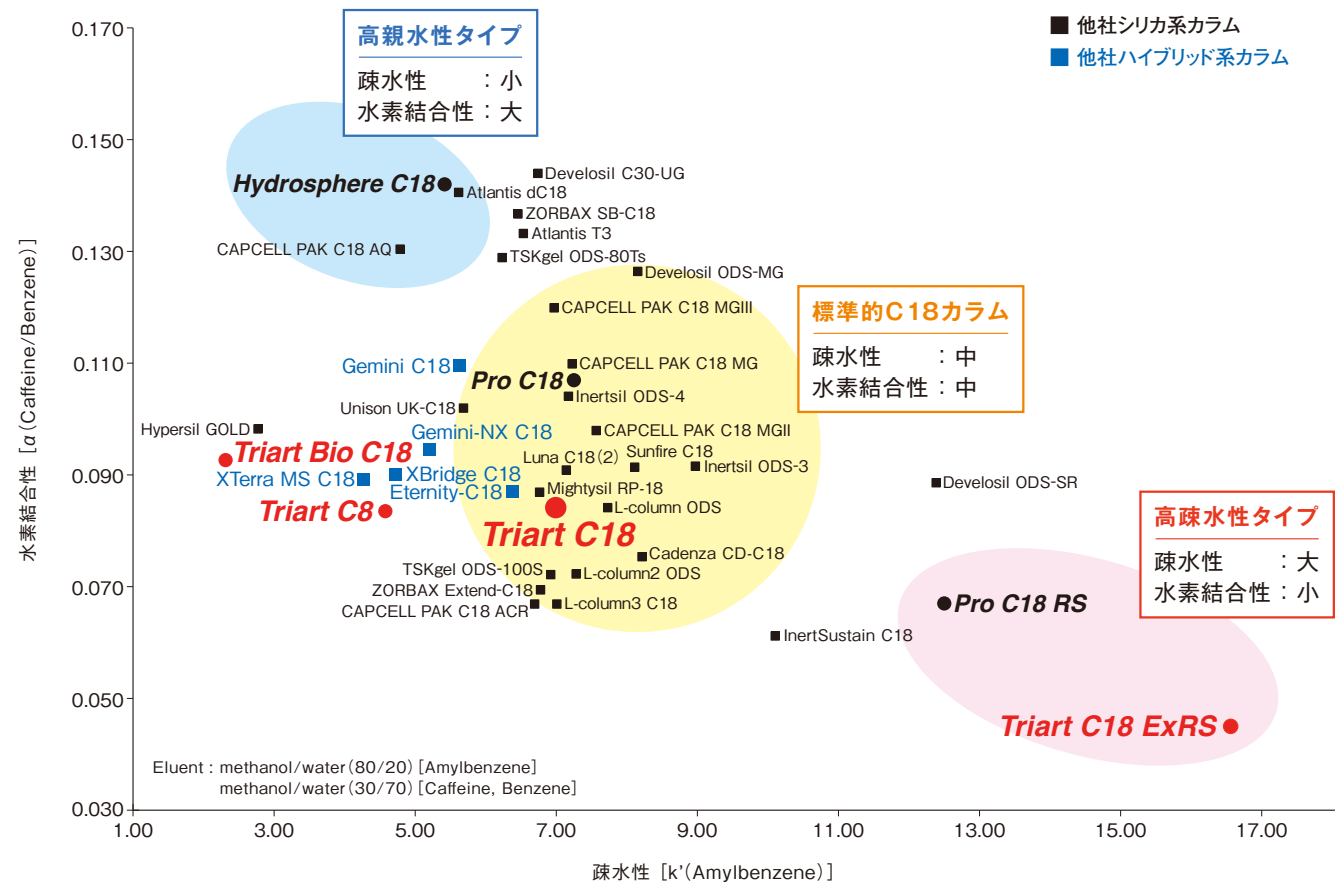 0.170
0.150
0.130
0.110
0.090
0.070
0.050
0.030
1.00
3.00
5.00
7.00
9.00
11.00
13.00
15.00
17.00
水素結合性 [α(Caffeine/Benzene)]
疎水性 [k'(Amylbenzene)]
■ 他社シリカ系カラム
■ 他社ハイブリッド系カラム
高親水性タイプ
疎水性 : 小
水素結合性 : 大
Develosil C30-UG
Hydrosphere C18
Atlantis dC18
ZORBAX SB-C18
Atlantis T3
CAPCELL PAK C18 AQ
TSKgel ODS-80Ts
Develosil ODS-MG
CAPCELL PAK C18 MGIII
標準的C18カラム
疎水性 : 中
水素結合性 : 中
Gemini C18
CAPCELL PAK C18 MG
Pro C18
Inertsil ODS-4
Unison UK-C18
Hypersil GOLD
Gemini-NX C18
CAPCELL PAK C18 MGII
Triart Bio C18
Luna C18(2)
Sunfire C18
Inertsil ODS-3
XTerra MS C18
XBridge C18
Eternity-C18
Mightysil RP-18
Develosil ODS-SR
Triart C8
L-column ODS
Triart C18
高疎水性タイプ
疎水性 : 大
水素結合性 : 小
Cadenza CD-C18
TSKgel ODS-100S
L-column2 ODS
ZORBAX Extend-C18
CAPCELL PAK C18 ACR
L-column3 C18
Pro C18 RS
InertSustain C18
Triart C18 ExRS
Eluent : methanol/water(80/20) [Amylbenzene]
methanol/water(30/70) [Caffeine, Benzene]